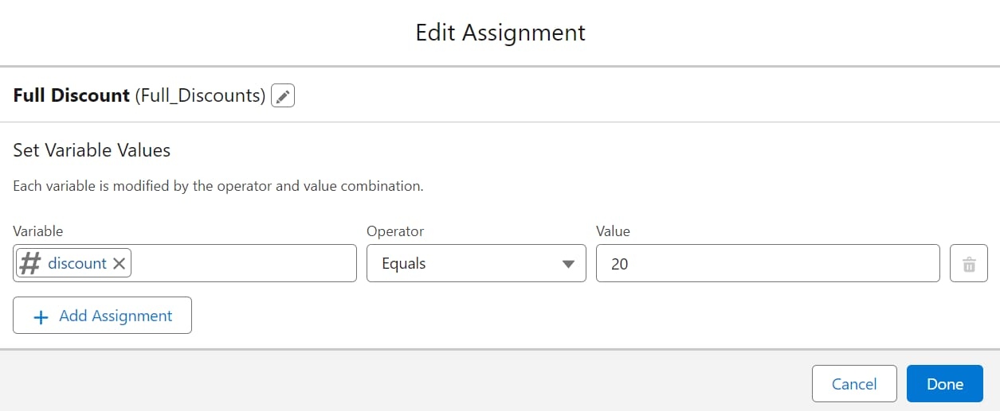 Edit Assignment
Full Discount (Full_Discounts)
Set Variable Values
Each variable is modified by the operator and value combination.
Variable Operator Value
# discount Equals 20
+ Add Assignment
Cancel Done